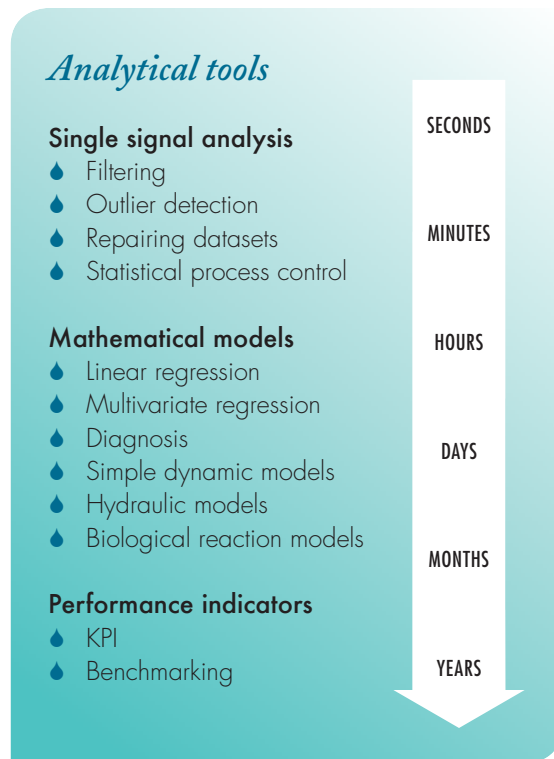 Analytical tools
Single signal analysis
Filtering
Outlier detection
Repairing datasets
Statistical process control
Mathematical models
Linear regression
Multivariate regression
Diagnosis
Simple dynamic models
Hydraulic models
Biological reaction models
Performance indicators
KPI
Benchmarking
SECONDS
MINUTES
HOURS
DAYS
MONTHS
YEARS